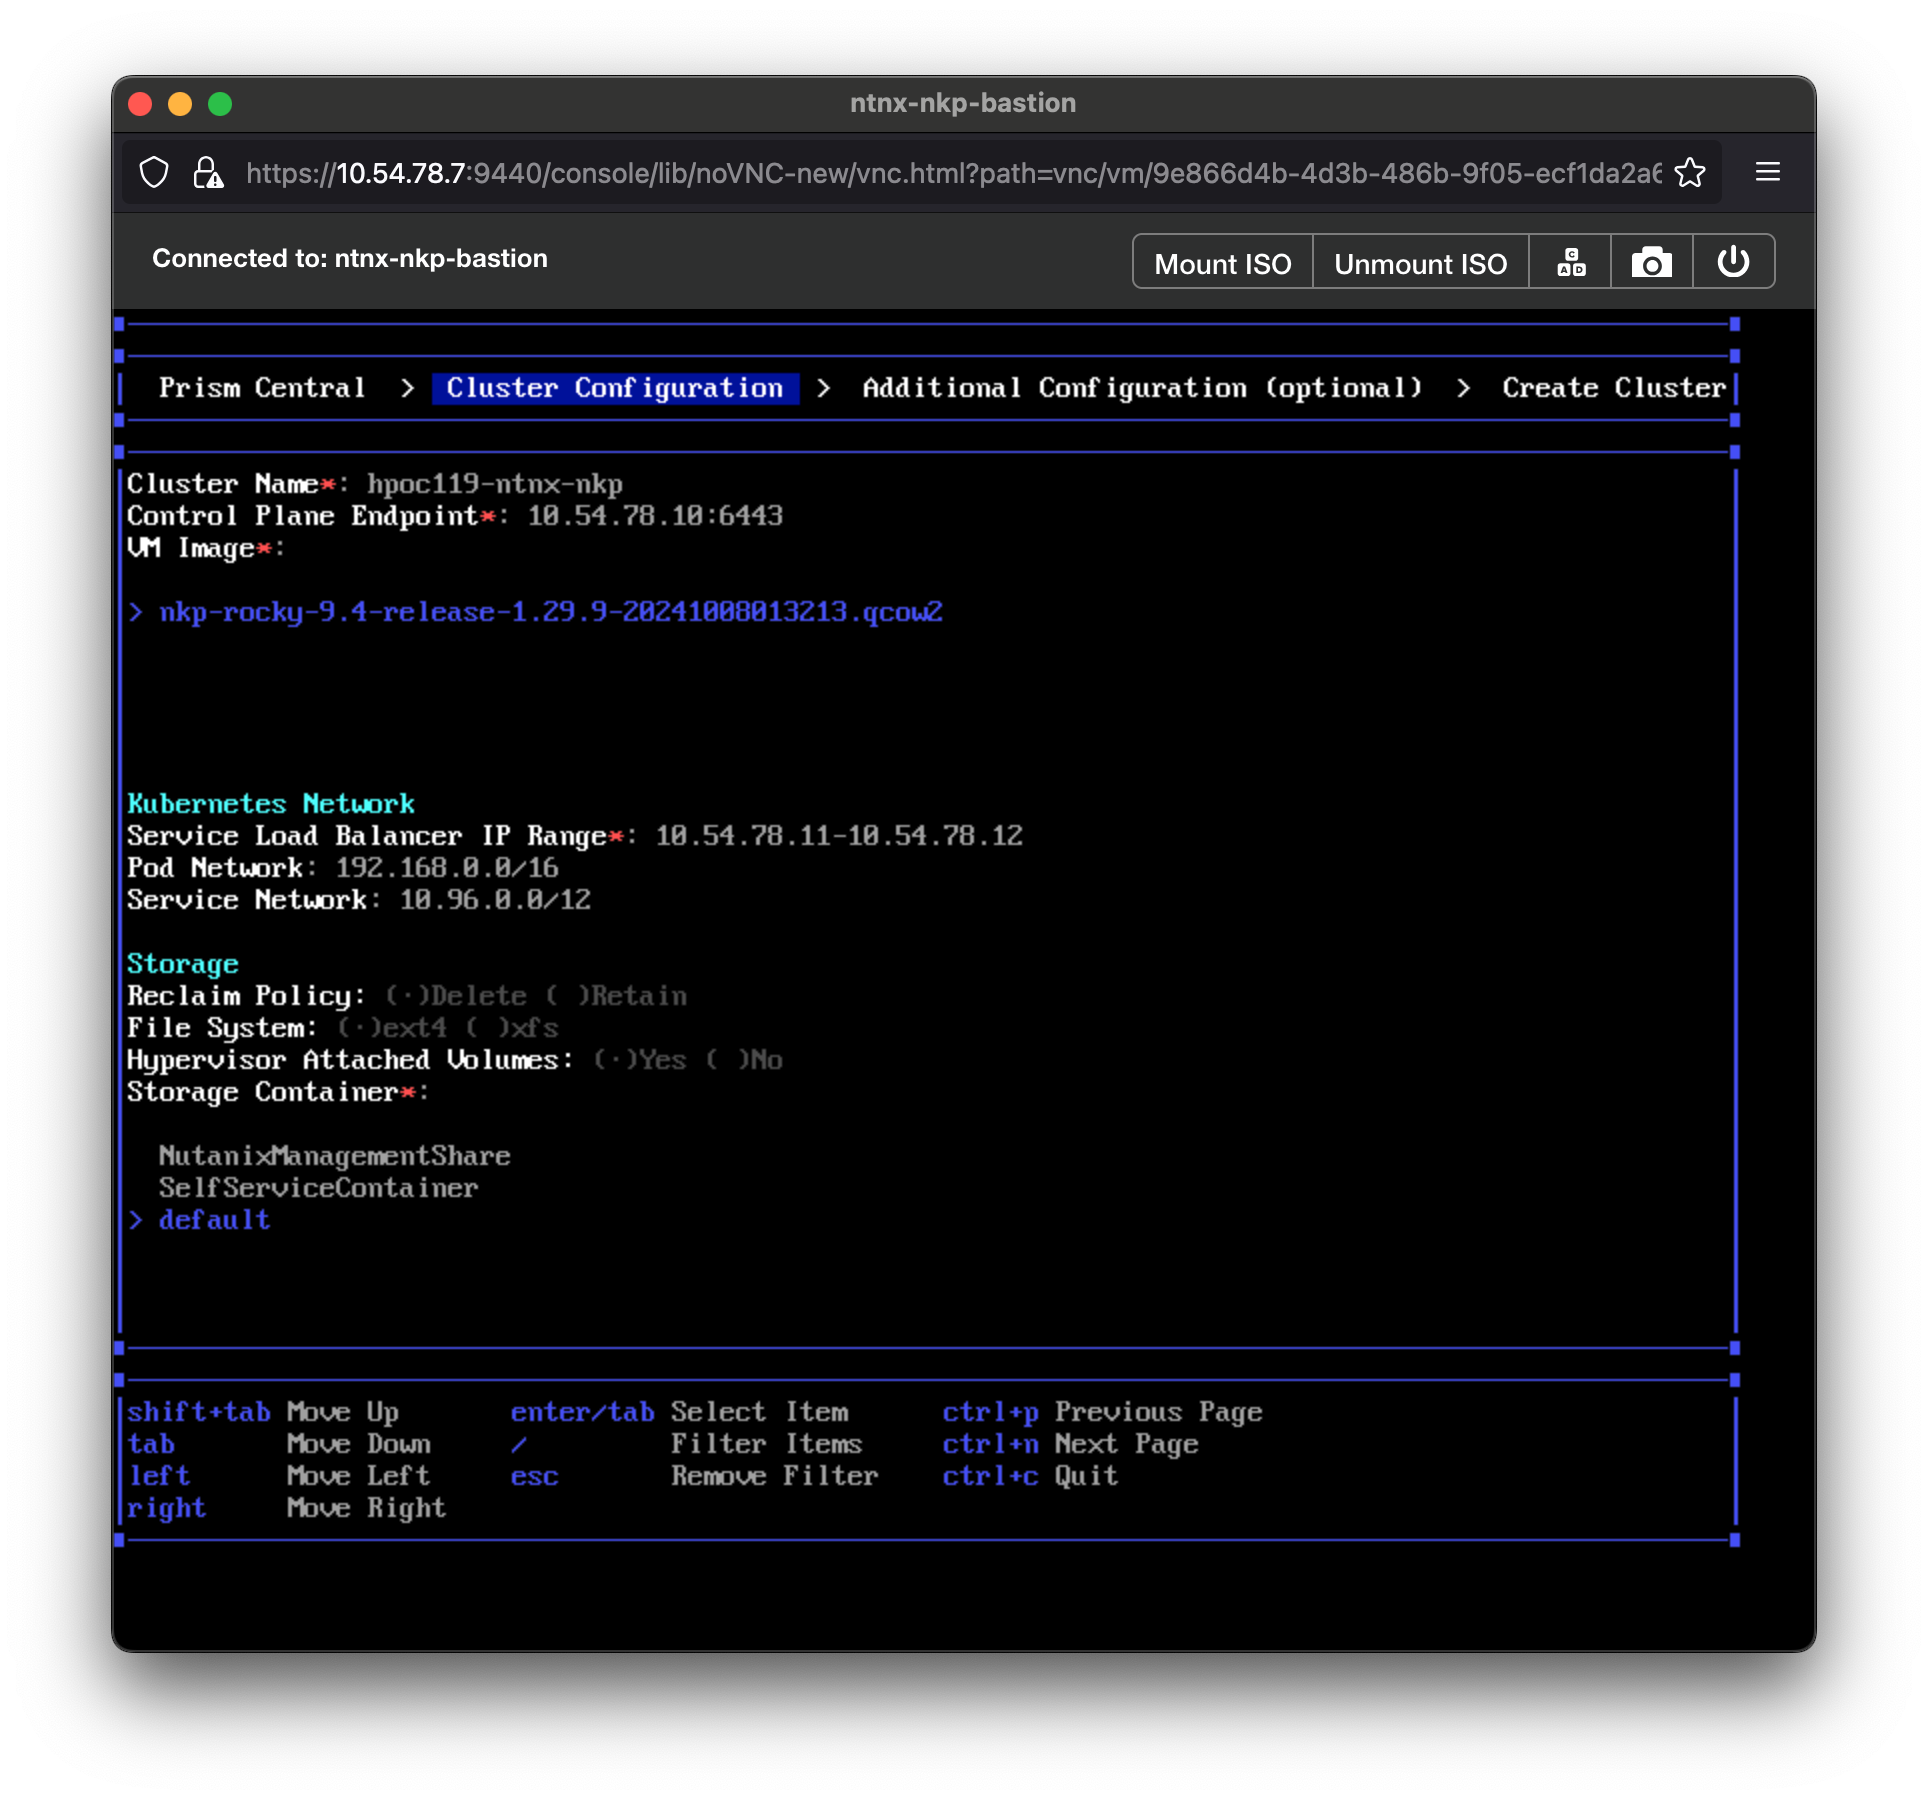 ntnx-nkp-bastion
https://10.54.78.7:9440/console/lib/noVNC-new/vnc.html?path=vnc/vm/9e866d4b-4d3b-486b-9f05-ecf1da2a6
Connected to: ntnx-nkp-bastion
Mount ISO Unmount ISO C A D
Prism Central > Cluster Configuration > Additional Configuration (optional) > Create Cluster
Cluster Name*: hpoc119-ntnx-nkp
Control Plane Endpoint*: 10.54.78.10:6443
VM Image*:
> nkp-rocky-9.4-release-1.29.9-20241008013213.qcow2
Kubernetes Network
Service Load Balancer IP Range*: 10.54.78.11-10.54.78.12
Pod Network: 192.168.0.0/16
Service Network: 10.96.0.0/12
Storage
Reclaim Policy: (·)Delete ( )Retain
File System: (·)ext4 ( )xfs
Hypervisor Attached Volumes: (·)Yes ( )No
Storage Container*:
NutanixManagementShare
SelfServiceContainer
> default
shift+tab Move Up enter/tab Select Item ctrl+p Previous Page
tab Move Down / Filter Items ctrl+n Next Page
left Move Left esc Remove Filter ctrl+c Quit
right Move Right